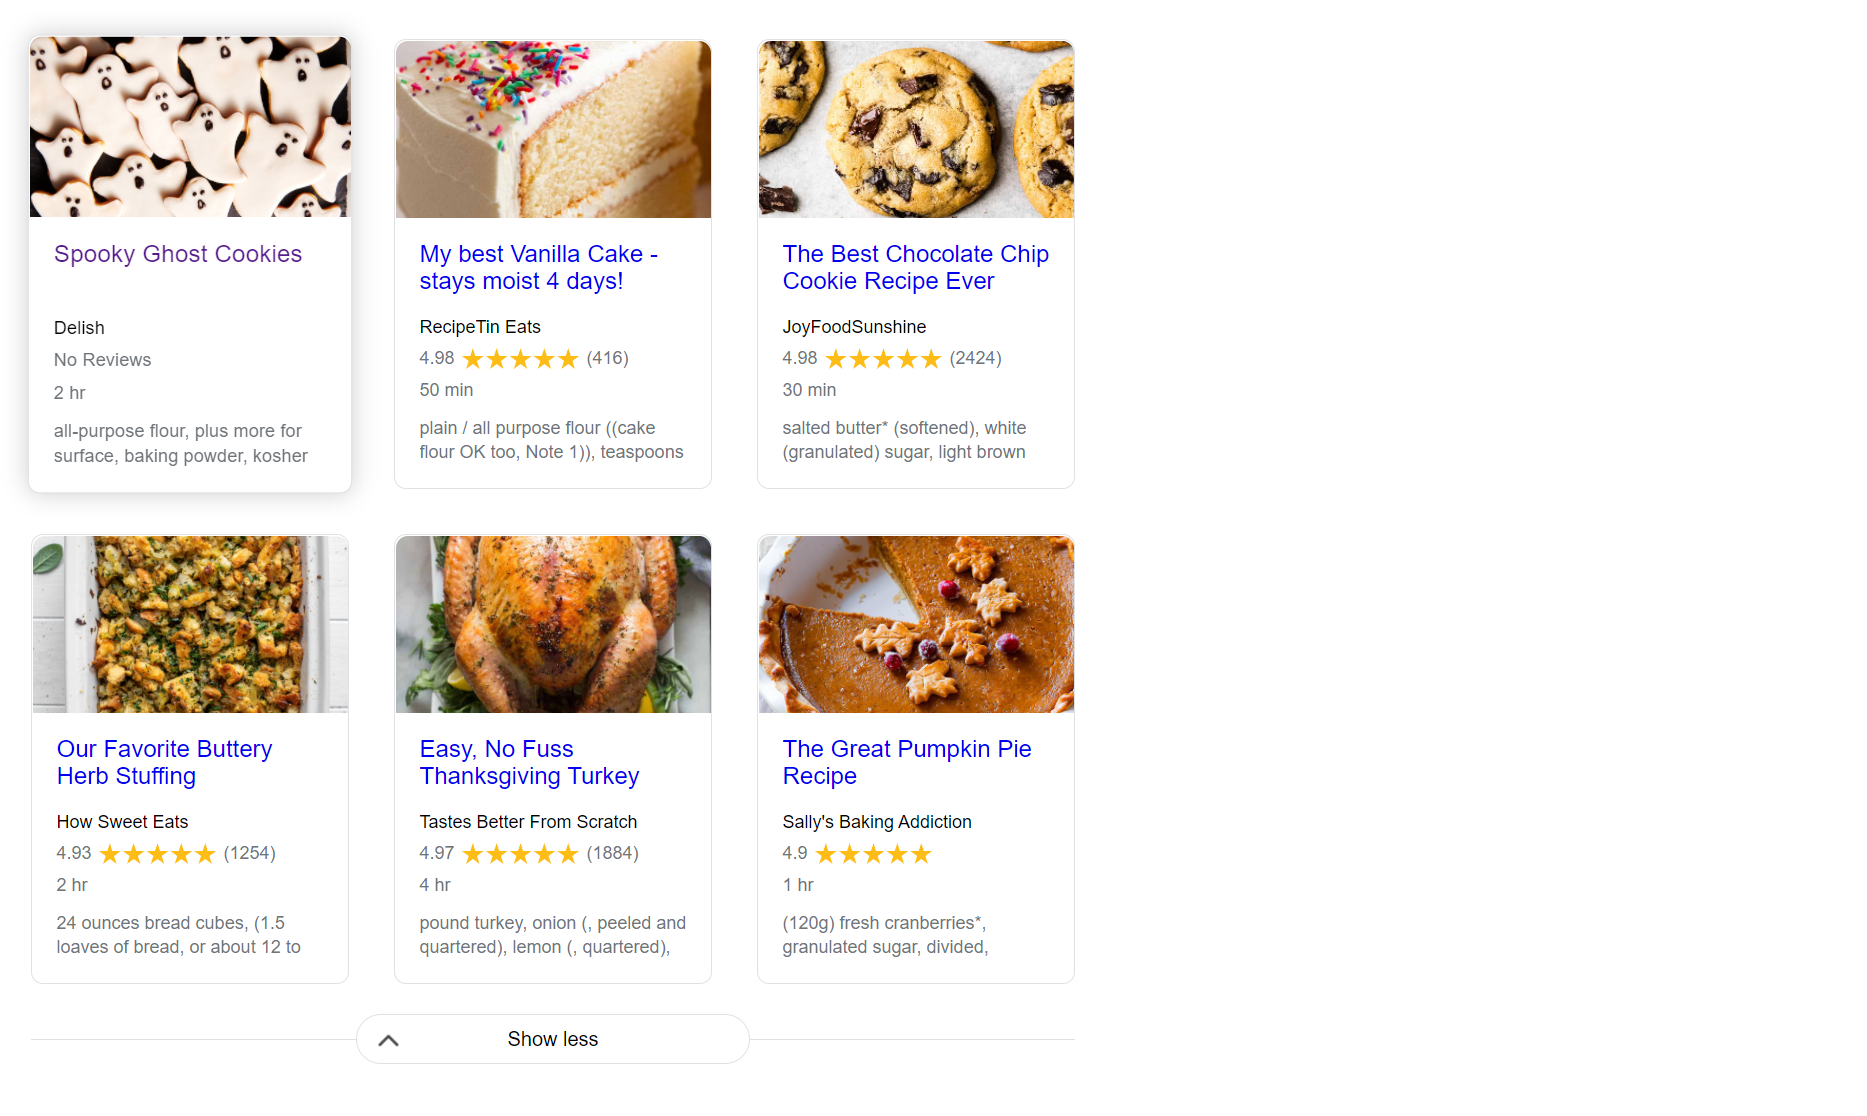 Spooky Ghost Cookies
Delish
No Reviews
2 hr
all-purpose flour, plus more for
surface, baking powder, kosher
My best Vanilla Cake -
stays moist 4 days!
RecipeTin Eats
4.98 ★★★★★ (416)
50 min
plain / all purpose flour ((cake
flour OK too, Note 1)), teaspoons
The Best Chocolate Chip
Cookie Recipe Ever
JoyFoodSunshine
4.98 ★★★★★ (2424)
30 min
salted butter* (softened), white
(granulated) sugar, light brown
Our Favorite Buttery
Herb Stuffing
How Sweet Eats
4.93 ★★★★★ (1254)
2 hr
24 ounces bread cubes, (1.5
loaves of bread, or about 12 to
Easy, No Fuss
Thanksgiving Turkey
Tastes Better From Scratch
4.97 ★★★★★ (1884)
4 hr
pound turkey, onion (, peeled and
quartered), lemon (, quartered),
The Great Pumpkin Pie
Recipe
Sally's Baking Addiction
4.9 ★★★★★
1 hr
(120g) fresh cranberries*,
granulated sugar, divided,
Show less